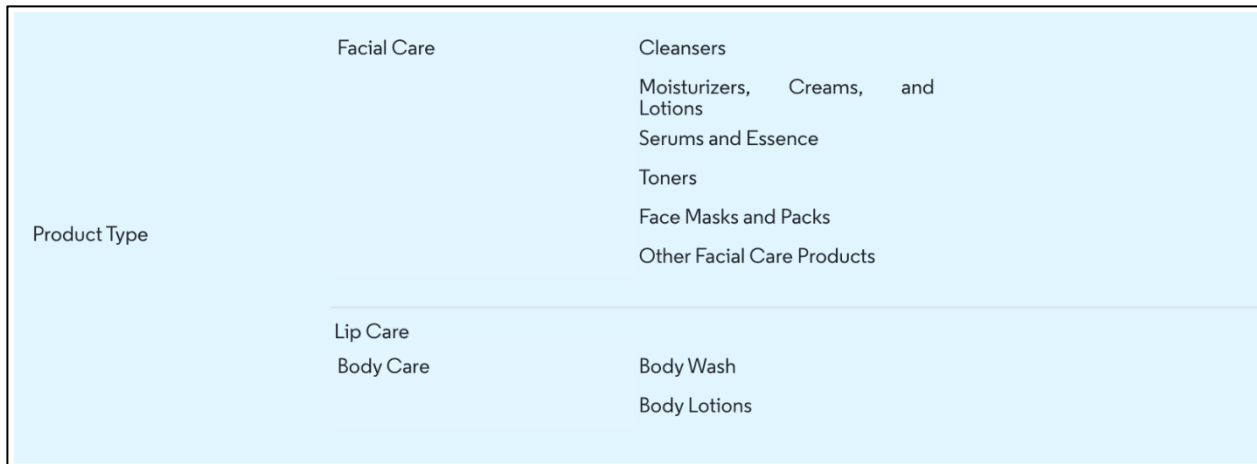 Facial Care
Cleansers
Moisturizers, Creams, and
Lotions
Serums and Essence
Toners
Face Masks and Packs
Product Type
Other Facial Care Products
Lip Care
Body Care
Body Wash
Body Lotions